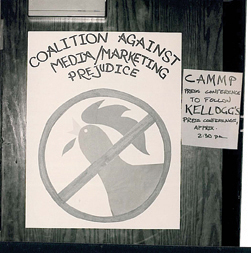 COALITION AGAINST
MEDIA/MARKETING
PREJUDICE
CAMMP
PRESS CONFERENCE
TO FOLLOW
KELLOGG'S
PRESS CONFERENCE,
APPROX.
2:30 pm